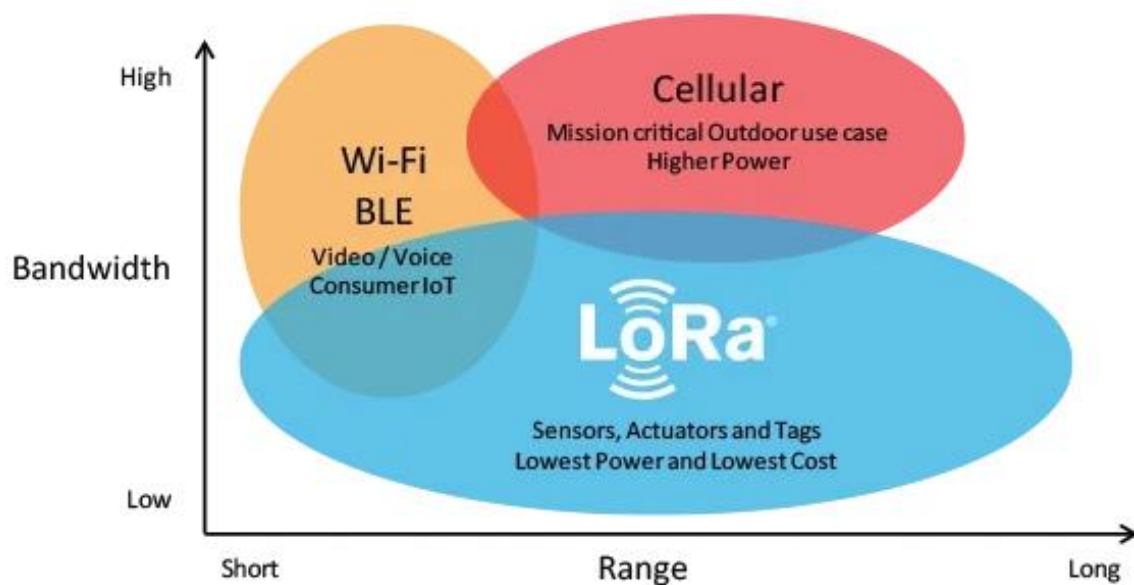 High
Cellular
Mission critical Outdoor use case
Higher Power
Wi-Fi
BLE
Video / Voice
Consumer IoT
Bandwidth
LoRa®
Sensors, Actuators and Tags
Lowest Power and Lowest Cost
Low
Short
Range
Long